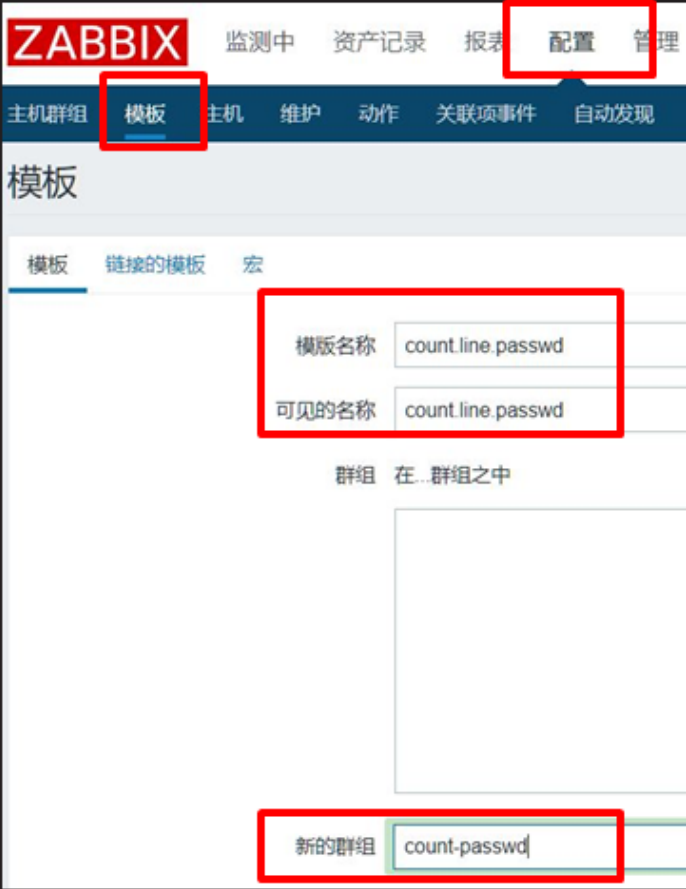 ZABBIX 监测中 资产记录 报表 配置 管理
主机群组 模板 主机 维护 动作 关联项事件 自动发现
模板
模板 链接的模板 宏
模版名称 count.line.passwd
可见的名称 count.line.passwd
群组 在...群组之中
新的群组 count-passwd